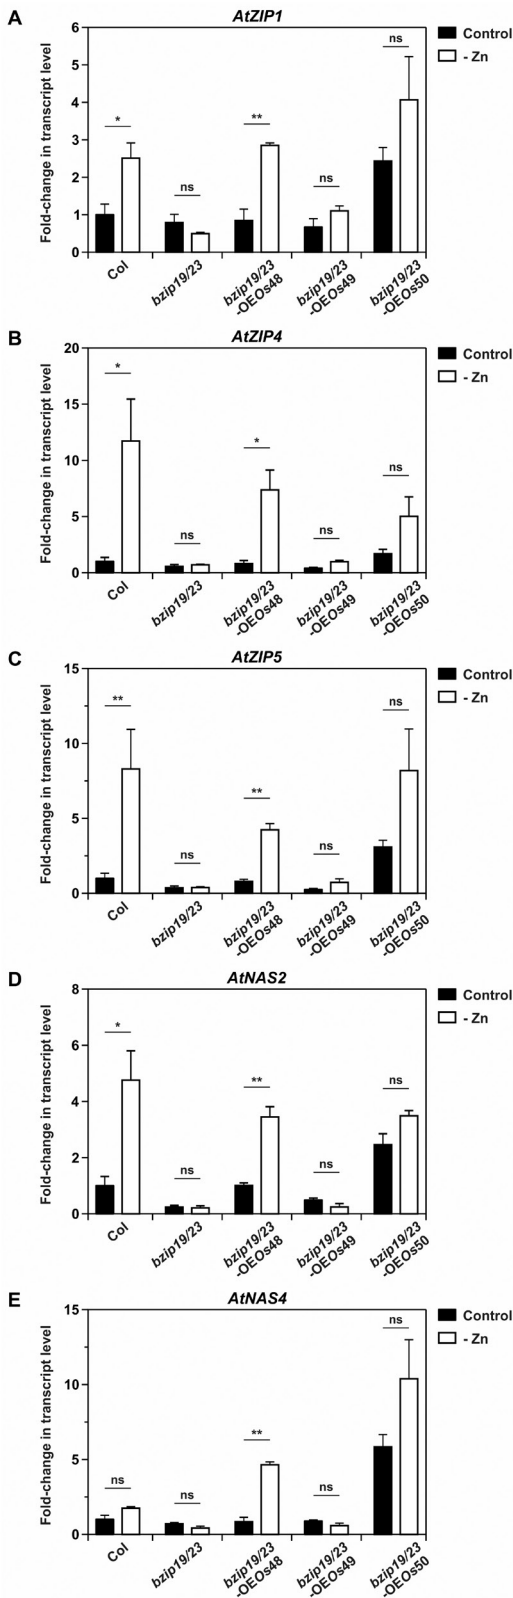 A
AtZIP1
Fold-change in transcript level
6
5
4
3
2
1
0
*
ns
**
ns
ns
Control
- Zn
Col
bzip19/23
bzip19/23
-OEOs48
bzip19/23
-OEOs49
bzip19/23
-OEOs50
B
AtZIP4
Fold-change in transcript level
20
15
10
5
0
*
ns
*
ns
ns
Control
- Zn
Col
bzip19/23
bzip19/23
-OEOs48
bzip19/23
-OEOs49
bzip19/23
-OEOs50
C
AtZIP5
Fold-change in transcript level
15
10
5
0
**
ns
**
ns
ns
Control
- Zn
Col
bzip19/23
bzip19/23
-OEOs48
bzip19/23
-OEOs49
bzip19/23
-OEOs50
D
AtNAS2
Fold-change in transcript level
8
6
4
2
0
*
ns
**
ns
ns
Control
- Zn
Col
bzip19/23
bzip19/23
-OEOs48
bzip19/23
-OEOs49
bzip19/23
-OEOs50
E
AtNAS4
Fold-change in transcript level
15
10
5
0
ns
ns
**
ns
ns
Control
- Zn
Col
bzip19/23
bzip19/23
-OEOs48
bzip19/23
-OEOs49
bzip19/23
-OEOs50